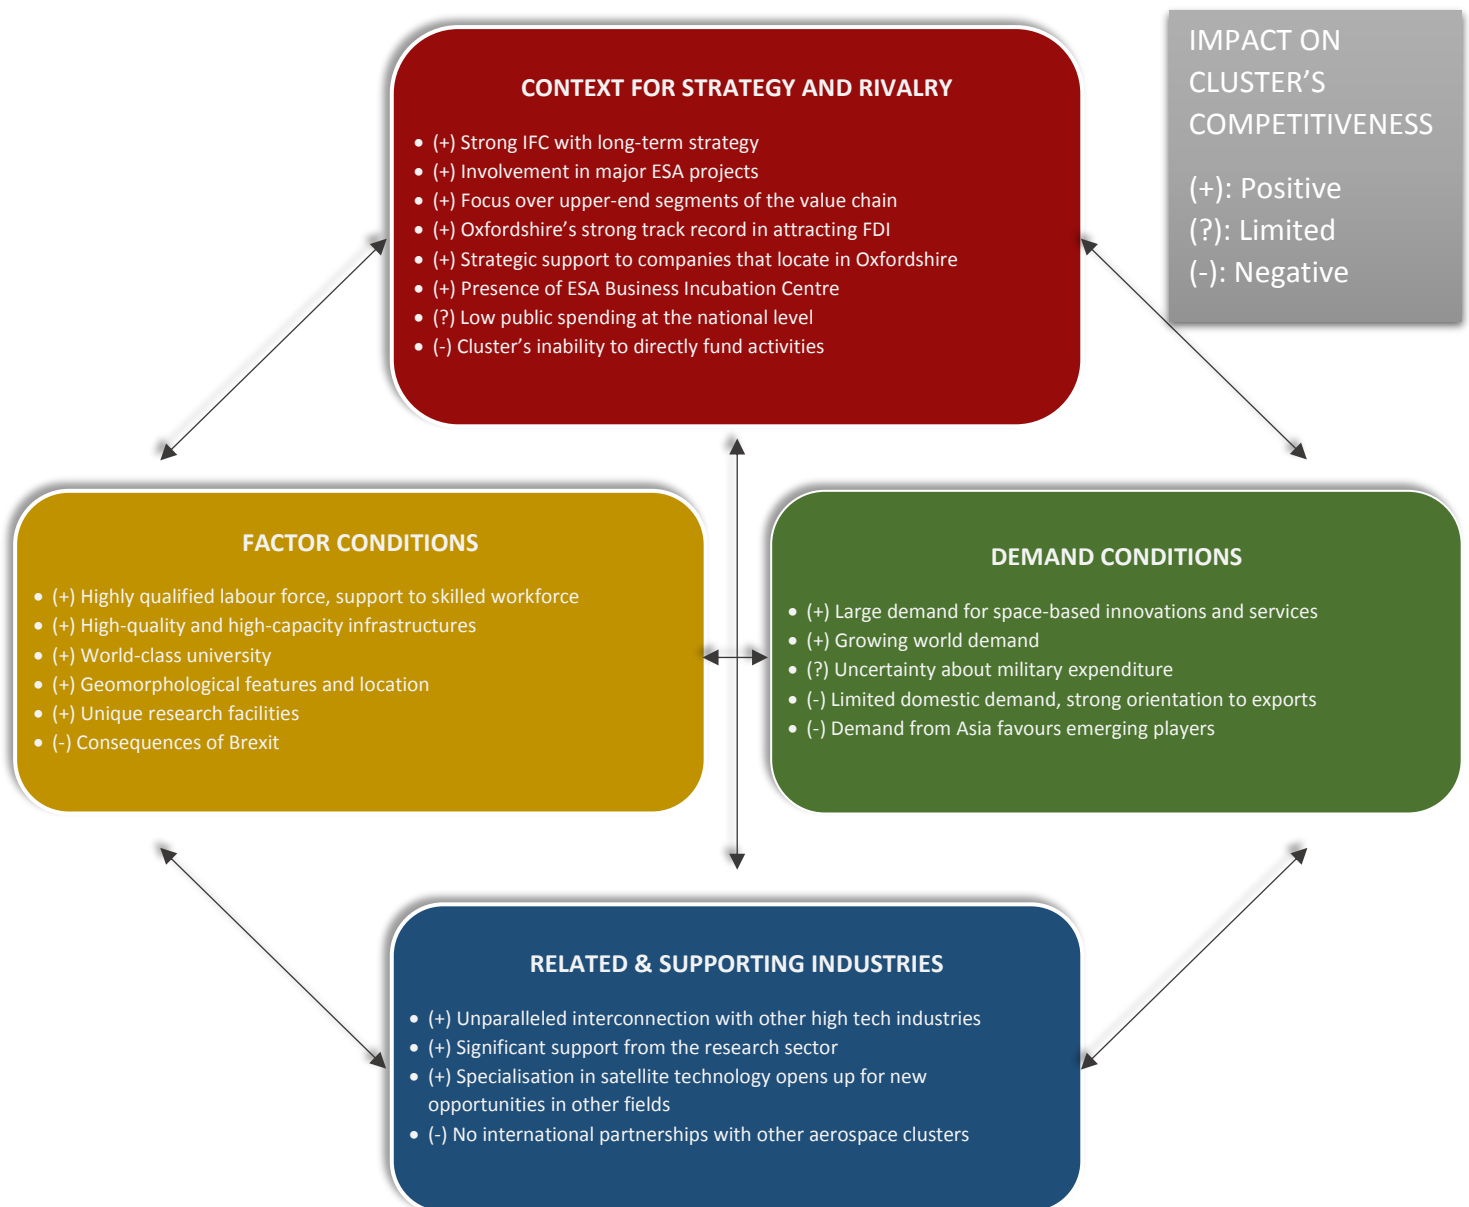 CONTEXT FOR STRATEGY AND RIVALRY
• (+) Strong IFC with long-term strategy
• (+) Involvement in major ESA projects
• (+) Focus over upper-end segments of the value chain
• (+) Oxfordshire’s strong track record in attracting FDI
• (+) Strategic support to companies that locate in Oxfordshire
• (+) Presence of ESA Business Incubation Centre
• (?) Low public spending at the national level
• (-) Cluster’s inability to directly fund activities
IMPACT ON
CLUSTER’S
COMPETITIVENESS
(+): Positive
(?): Limited
(-): Negative
FACTOR CONDITIONS
• (+) Highly qualified labour force, support to skilled workforce
• (+) High-quality and high-capacity infrastructures
• (+) World-class university
• (+) Geomorphological features and location
• (+) Unique research facilities
• (-) Consequences of Brexit
DEMAND CONDITIONS
• (+) Large demand for space-based innovations and services
• (+) Growing world demand
• (?) Uncertainty about military expenditure
• (-) Limited domestic demand, strong orientation to exports
• (-) Demand from Asia favours emerging players
RELATED & SUPPORTING INDUSTRIES
• (+) Unparalleled interconnection with other high tech industries
• (+) Significant support from the research sector
• (+) Specialisation in satellite technology opens up for new
opportunities in other fields
• (-) No international partnerships with other aerospace clusters